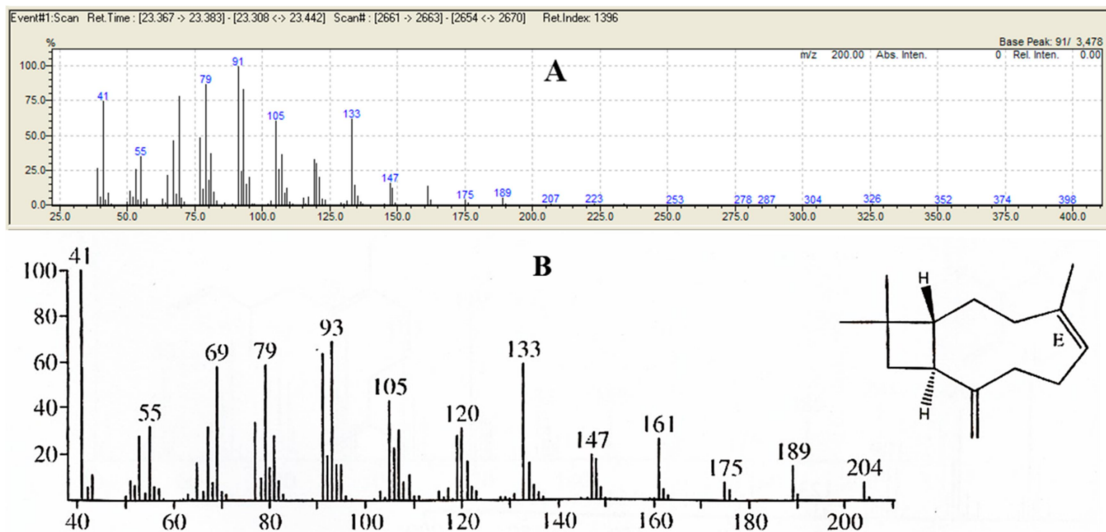 Event#1:Scan Ret.Time : [23.367 -> 23.383] - [23.308 <-> 23.442] Scan# : [2661 -> 2663] - [2654 <-> 2670] Ret.Index: 1396
Base Peak: 91/ 3,478
% m/z 200.00 Abs. Inten. 0 Rel. Inten. 0.00
A
100.0
75.0
50.0
25.0
0.0
41 55 79 91 105 133 147 175 189 207 223 253 278 287 304 326 352 374 398
25.0 50.0 75.0 100.0 125.0 150.0 175.0 200.0 225.0 250.0 275.0 300.0 325.0 350.0 375.0 400.0
B
100
80
60
40
20
41 55 69 79 93 105 120 133 147 161 175 189 204
40 60 80 100 120 140 160 180 200
H
E
H